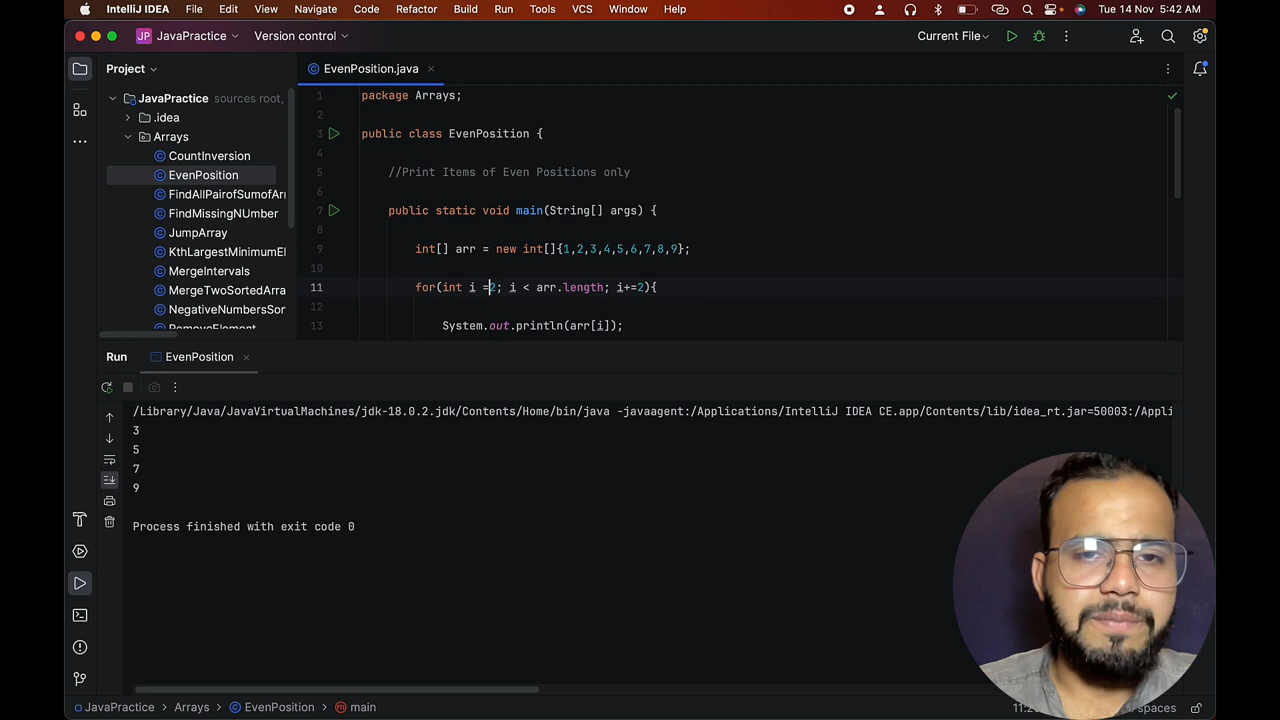 IntelliJ IDEA File Edit View Navigate Code Refactor Build Run Tools VCS Window Help Tue 14 Nov 5:42 AM
JP JavaPractice Version control Current File
Project EvenPosition.java
JavaPractice sources root,
.idea
Arrays
CountInversion
EvenPosition
FindAllPairofSumofArr
FindMissingNUmber
JumpArray
KthLargestMinimumEl
MergeIntervals
MergeTwoSortedArra
NegativeNumbersSor
RemoveElement
1 package Arrays;
2
3 public class EvenPosition {
4
5 //Print Items of Even Positions only
6
7 public static void main(String[] args) {
8
9 int[] arr = new int[]{1,2,3,4,5,6,7,8,9};
10
11 for(int i =2; i < arr.length; i+=2){
12
13 System.out.println(arr[i]);
Run EvenPosition
/Library/Java/JavaVirtualMachines/jdk-18.0.2.jdk/Contents/Home/bin/java -javaagent:/Applications/IntelliJ IDEA CE.app/Contents/lib/idea_rt.jar=50003:/Appli
3
5
7
9
Process finished with exit code 0
JavaPractice > Arrays > EvenPosition > main spaces